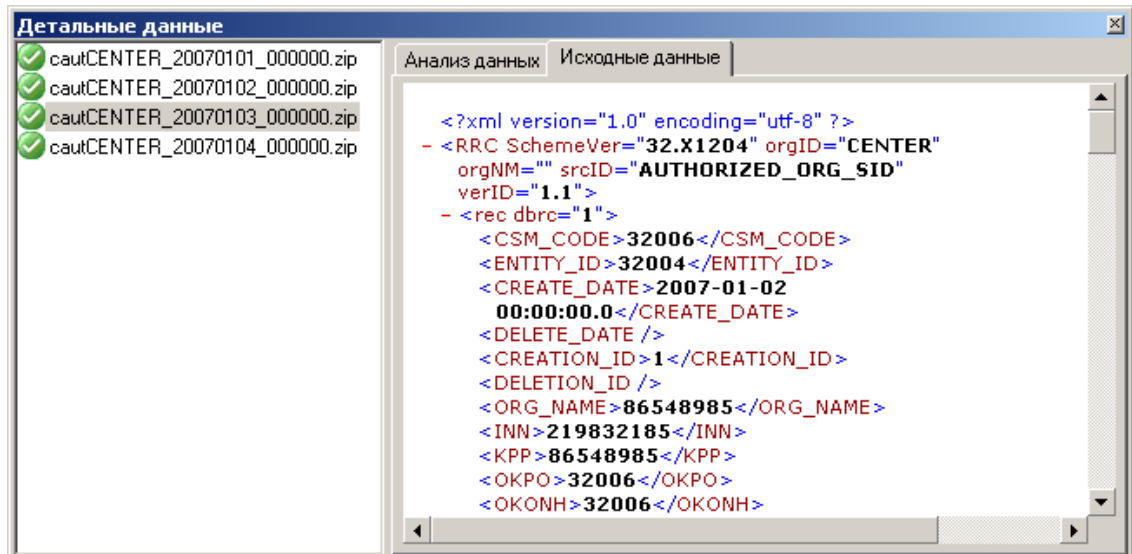 Детальные данные
cautCENTER_20070101_000000.zip
cautCENTER_20070102_000000.zip
cautCENTER_20070103_000000.zip
cautCENTER_20070104_000000.zip
Анализ данных
Исходные данные
<?xml version="1.0" encoding="utf-8" ?>
- <RRC SchemeVer="32.X1204" orgID="CENTER"
orgNM="" srcID="AUTHORIZED_ORG_SID"
verID="1.1">
- <rec dbrc="1">
<CSM_CODE>32006</CSM_CODE>
<ENTITY_ID>32004</ENTITY_ID>
<CREATE_DATE>2007-01-02
00:00:00.0</CREATE_DATE>
<DELETE_DATE />
<CREATION_ID>1</CREATION_ID>
<DELETION_ID />
<ORG_NAME>86548985</ORG_NAME>
<INN>219832185</INN>
<KPP>86548985</KPP>
<OKPO>32006</OKPO>
<OKONH>32006</OKONH>